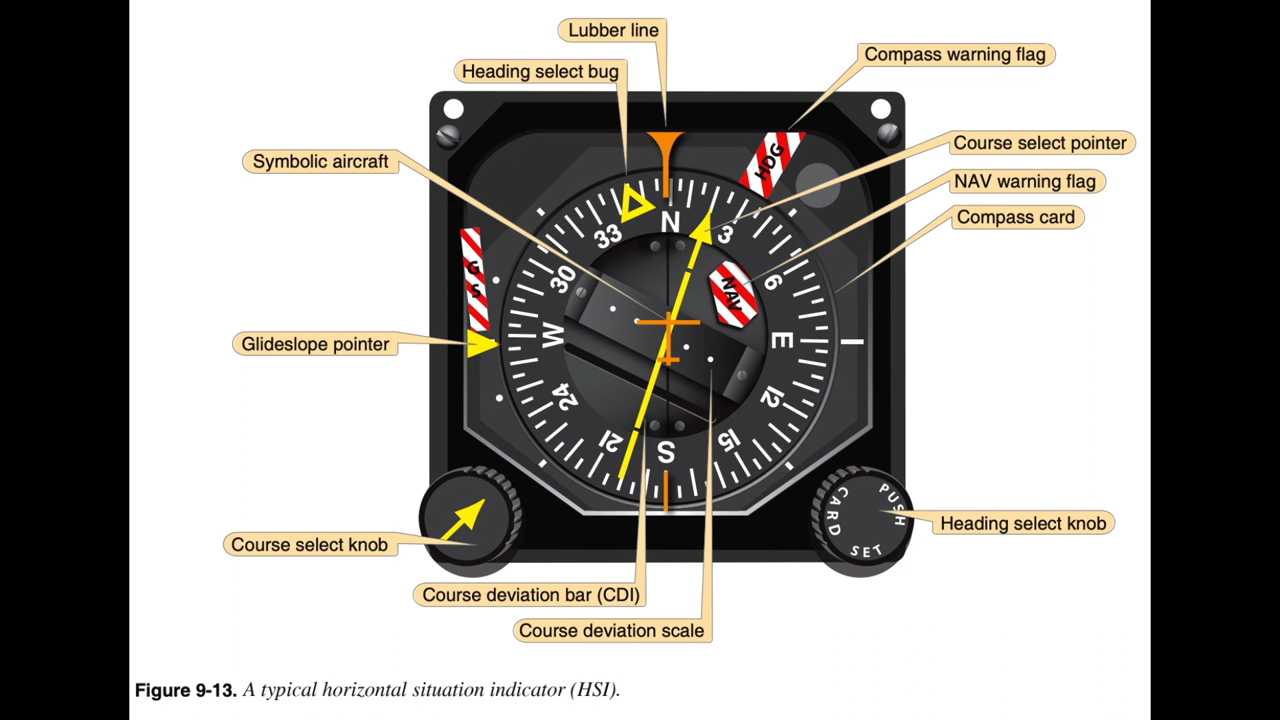 Lubber line
Compass warning flag
Heading select bug
Course select pointer
Symbolic aircraft
NAV warning flag
Compass card
HDG
N
33
3
30
6
GS
NAV
W
E
Glideslope pointer
24
12
21
15
S
PUSH
CARD
SET
Heading select knob
Course select knob
Course deviation bar (CDI)
Course deviation scale
Figure 9-13. A typical horizontal situation indicator (HSI).